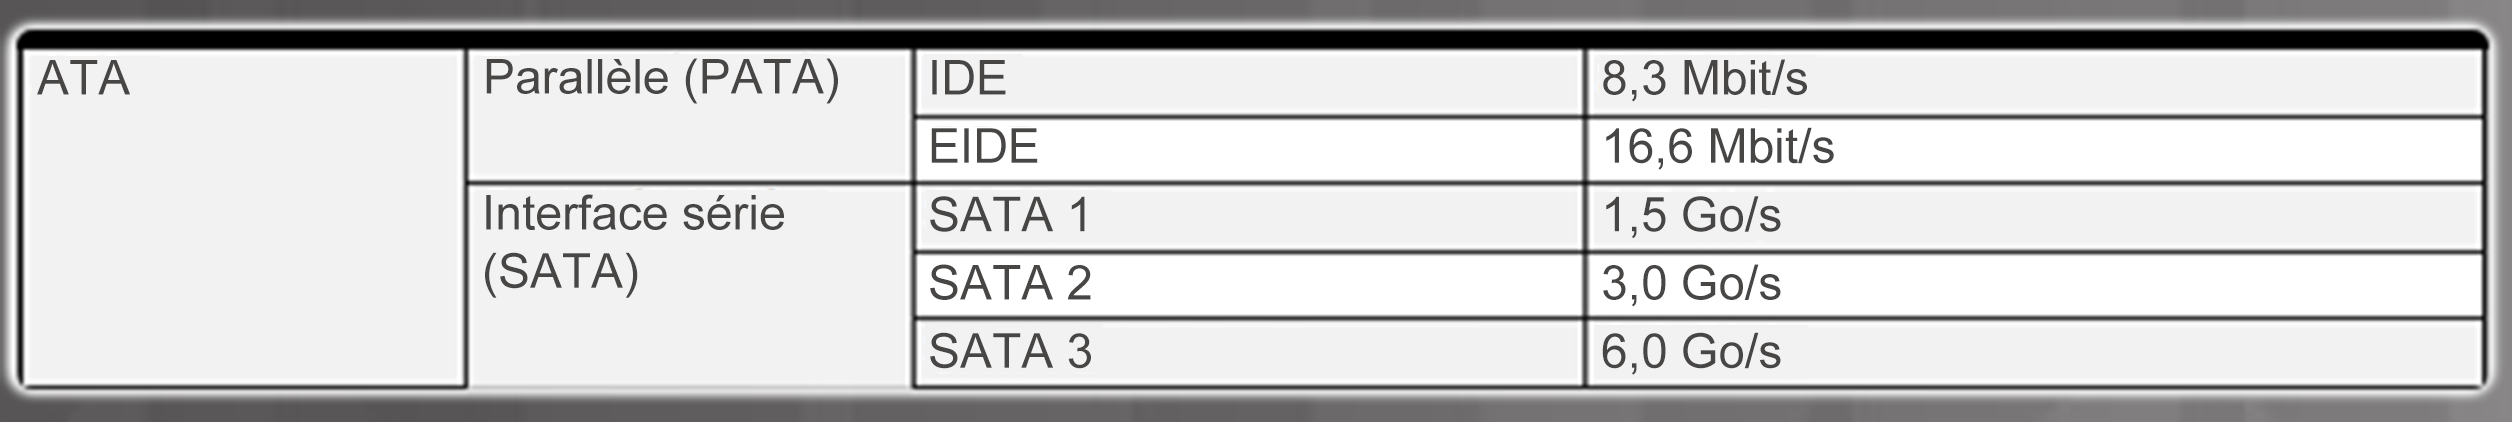 ATA
Parallèle (PATA)
IDE
8,3 Mbit/s
EIDE
16,6 Mbit/s
Interface série
(SATA)
SATA 1
1,5 Go/s
SATA 2
3,0 Go/s
SATA 3
6,0 Go/s